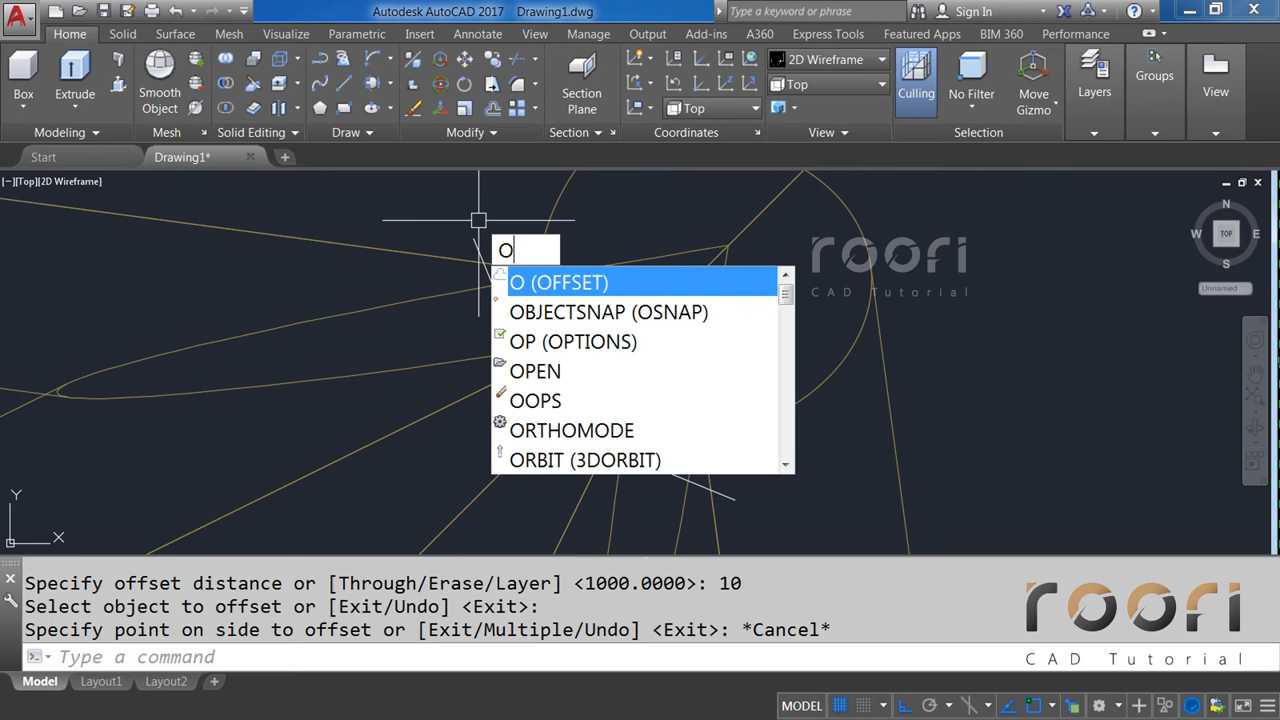 Autodesk AutoCAD 2017 Drawing1.dwg
Type a keyword or phrase
Sign In
Home
Solid
Surface
Mesh
Visualize
Parametric
Insert
Annotate
View
Manage
Output
Add-ins
A360
Express Tools
Featured Apps
BIM 360
Performance
Box
Extrude
Smooth
Object
Section
Plane
Top
2D Wireframe
Top
Culling
No Filter
Move
Gizmo
Layers
Groups
View
Modeling
Mesh
Solid Editing
Draw
Modify
Section
Coordinates
View
Selection
Start
Drawing1*
[−][Top][2D Wireframe]
N
W
TOP
E
S
Unnamed
roofi
CAD Tutorial
O
O (OFFSET)
OBJECTSNAP (OSNAP)
OP (OPTIONS)
OPEN
OOPS
ORTHOMODE
ORBIT (3DORBIT)
Y
X
Specify offset distance or [Through/Erase/Layer] <1000.0000>: 10
Select object to offset or [Exit/Undo] <Exit>:
Specify point on side to offset or [Exit/Multiple/Undo] <Exit>: *Cancel*
Type a command
roofi
CAD Tutorial
Model
Layout1
Layout2
MODEL